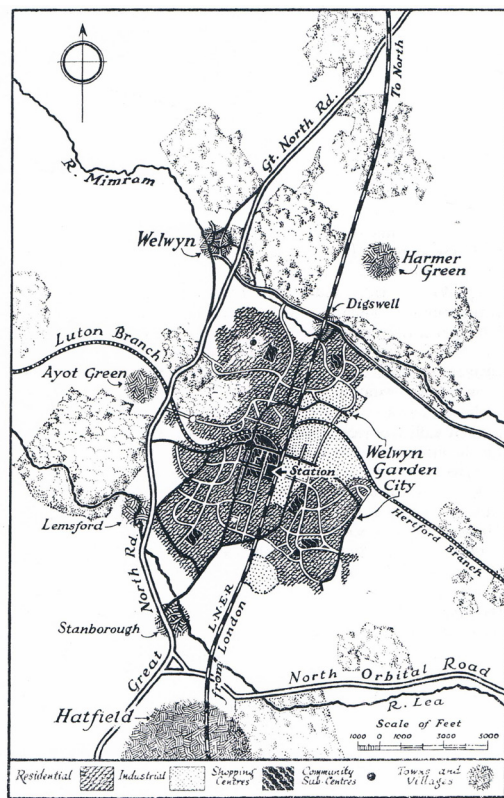 To North
Gt. North Rd.
R. Mimram
Welwyn
Harmer
Green
Digswell
Luton Branch
Ayot Green
Welwyn
Garden
City
Station
Hertford Branch
Lemsford
Great North Rd.
L.N.E.R
from London
Stanborough
North Orbital Road
R. Lea
Hatfield
Scale of Feet
1000 0 1000 3000 5000
Residential Industrial Shopping Centres Community Sub-Centres Towns and Villages